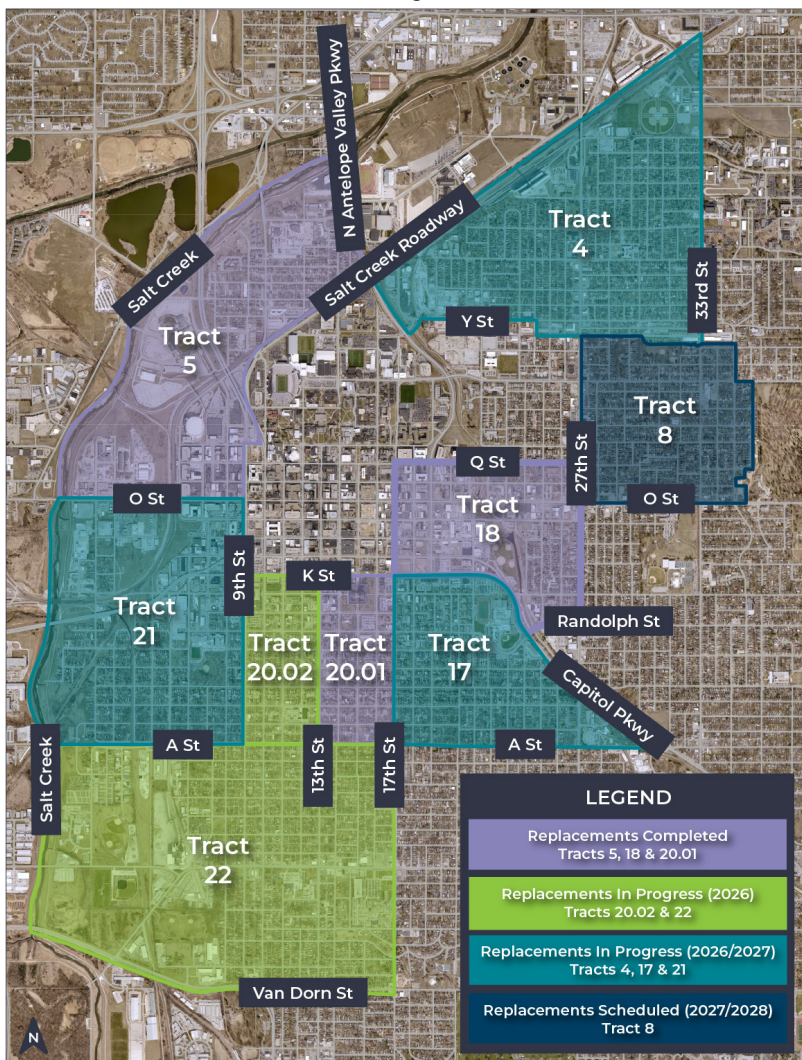 N Antelope Valley Pkwy
Salt Creek
Salt Creek Roadway
Tract
4
33rd St
Y St
Tract
5
Tract
8
27th St
Q St
O St
O St
Tract
18
9th St
K St
Tract
21
Tract
20.02
Tract
20.01
Tract
17
Randolph St
Capitol Pkwy
Salt Creek
A St
13th St
17th St
A St
Tract
22
Van Dorn St
N
LEGEND
Replacements Completed
Tracts 5, 18 & 20.01
Replacements In Progress (2026)
Tracts 20.02 & 22
Replacements In Progress (2026/2027)
Tracts 4, 17 & 21
Replacements Scheduled (2027/2028)
Tract 8